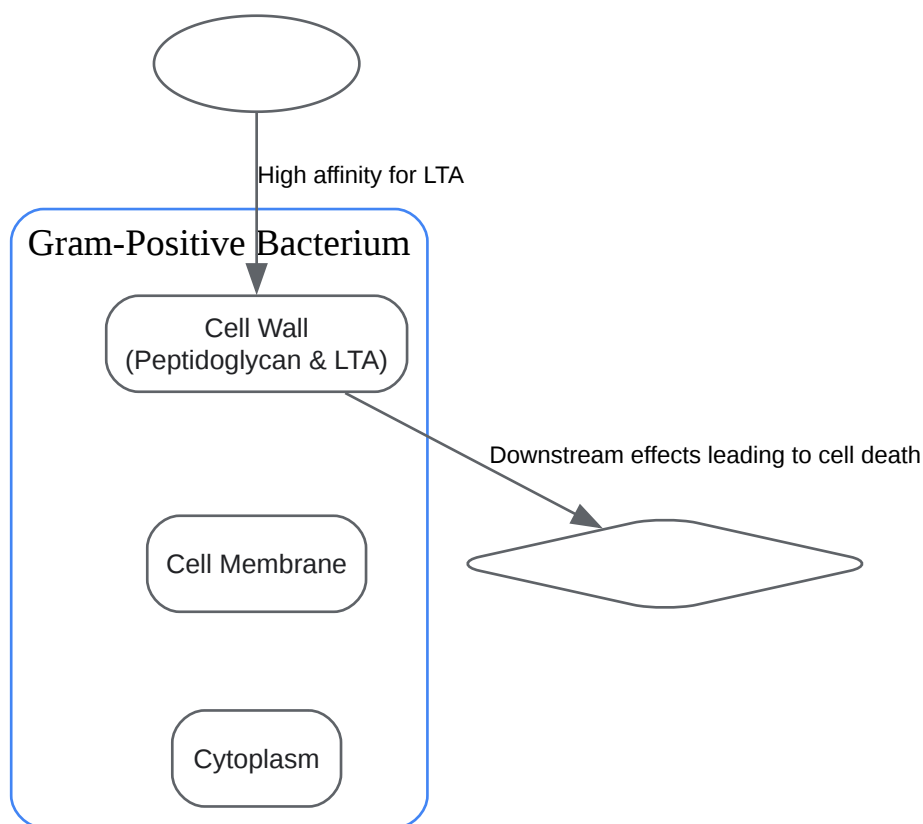 High affinity for LTA
Gram-Positive Bacterium
Cell Wall
(Peptidoglycan & LTA)
Downstream effects leading to cell death
Cell Membrane
Cytoplasm